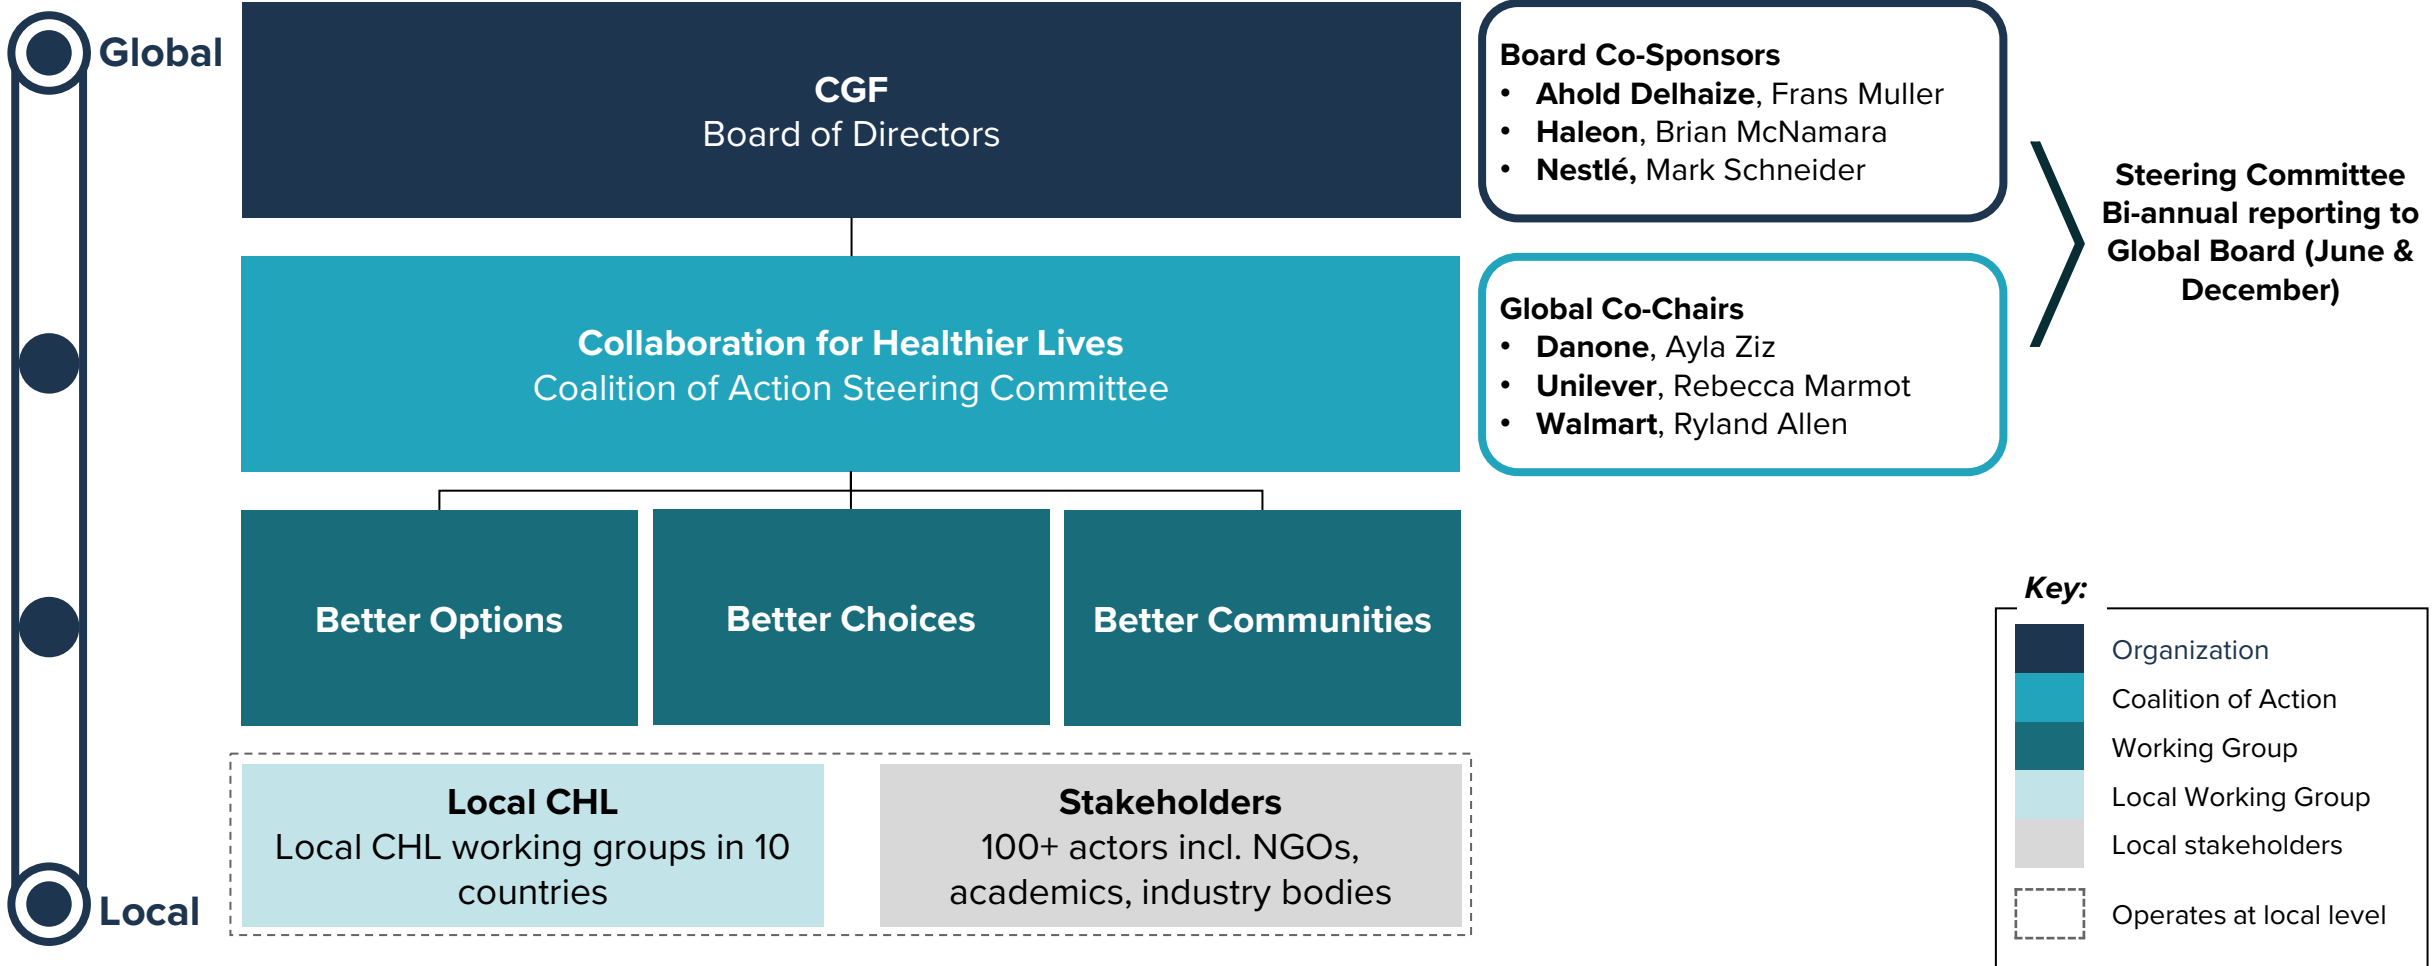 Global
CGF
Board of Directors
Board Co-Sponsors
• Ahold Delhaize, Frans Muller
• Haleon, Brian McNamara
• Nestlé, Mark Schneider
Steering Committee
Bi-annual reporting to
Global Board (June &
December)
Collaboration for Healthier Lives
Coalition of Action Steering Committee
Global Co-Chairs
• Danone, Ayla Ziz
• Unilever, Rebecca Marmot
• Walmart, Ryland Allen
Better Options
Better Choices
Better Communities
Local CHL
Local CHL working groups in 10
countries
Stakeholders
100+ actors incl. NGOs,
academics, industry bodies
Local
Key:
Organization
Coalition of Action
Working Group
Local Working Group
Local stakeholders
Operates at local level